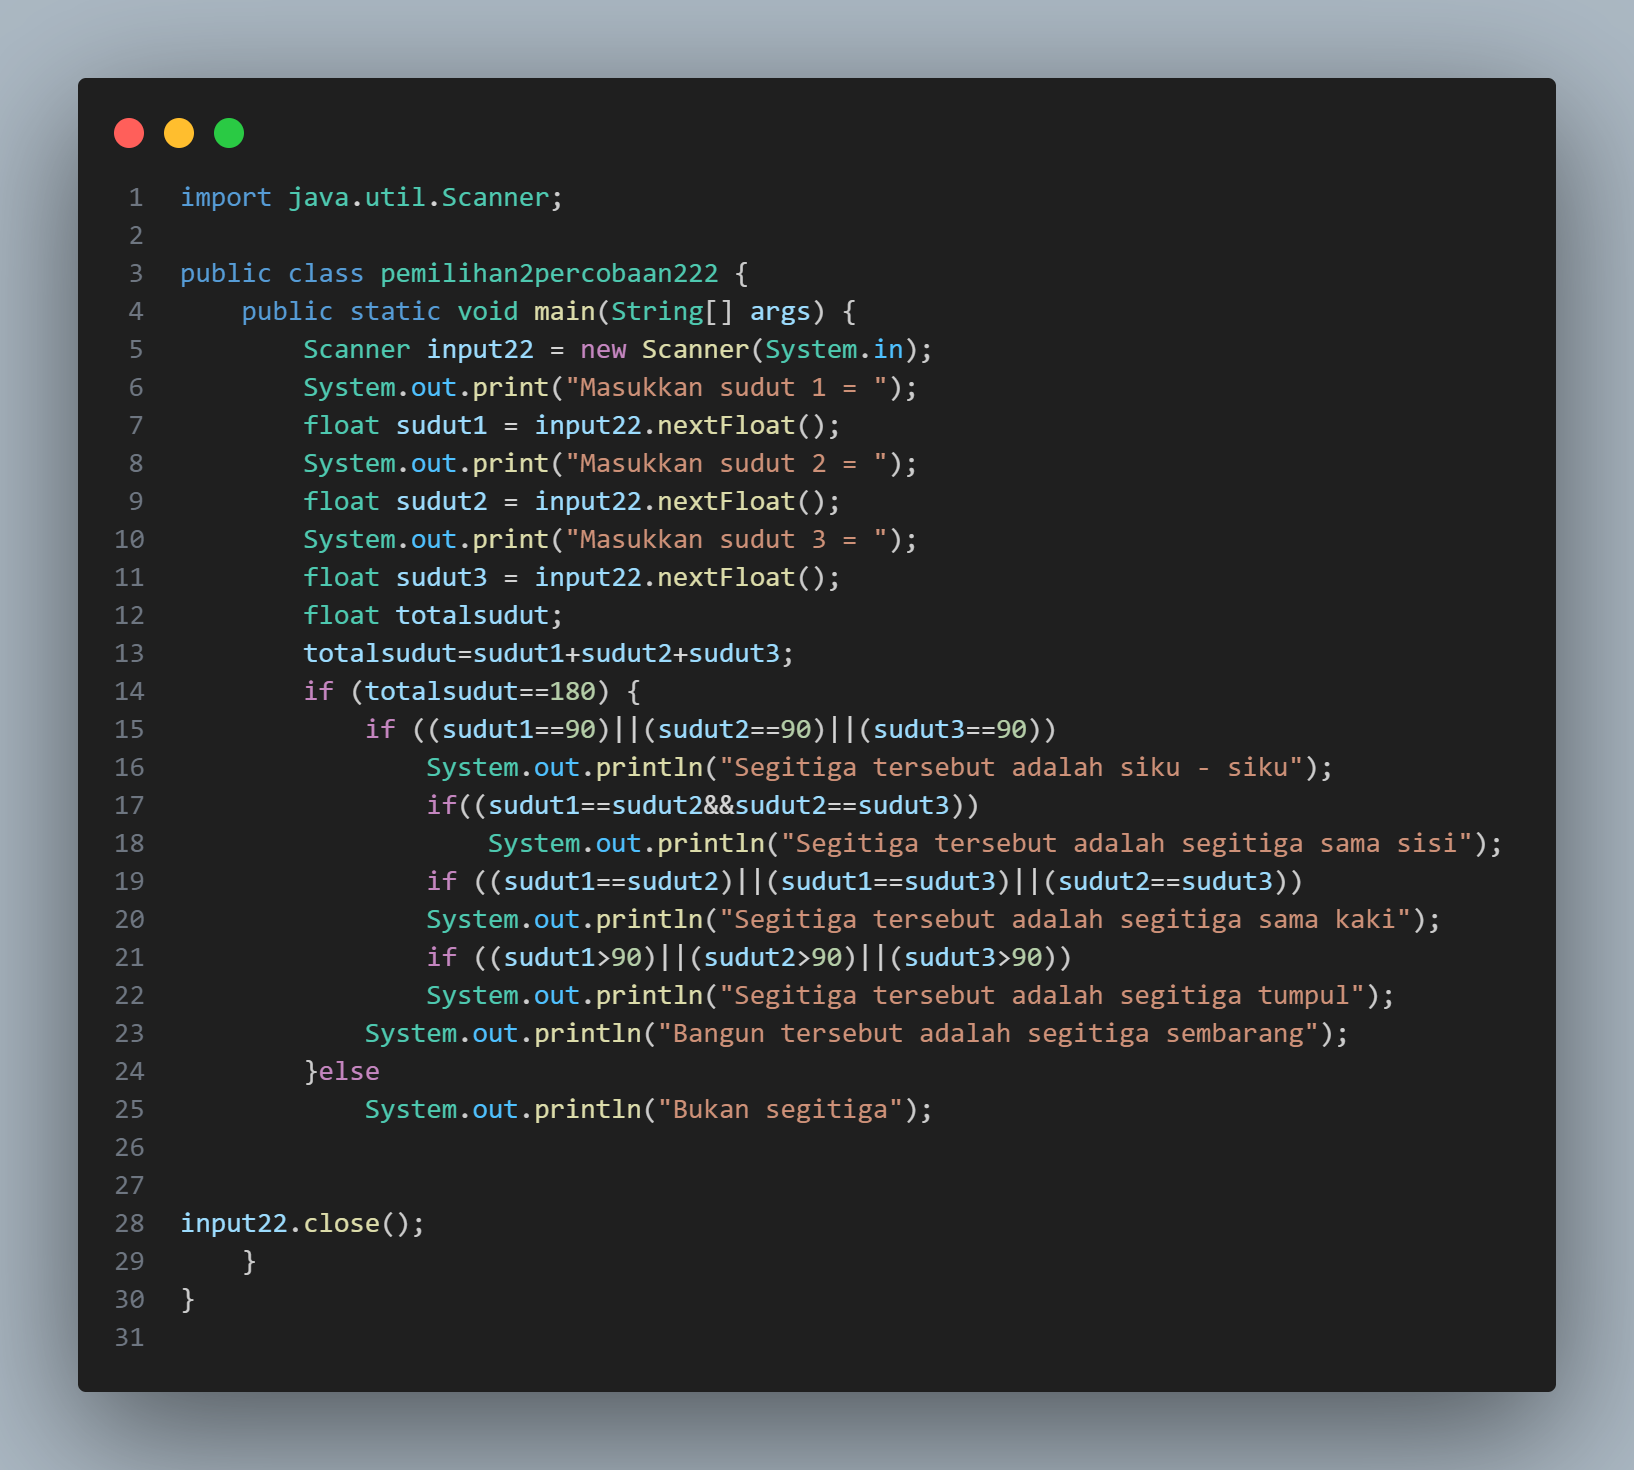 1 import java.util.Scanner;
2
3 public class pemilihan2percobaan222 {
4     public static void main(String[] args) {
5         Scanner input22 = new Scanner(System.in);
6         System.out.print("Masukkan sudut 1 = ");
7         float sudut1 = input22.nextFloat();
8         System.out.print("Masukkan sudut 2 = ");
9         float sudut2 = input22.nextFloat();
10         System.out.print("Masukkan sudut 3 = ");
11         float sudut3 = input22.nextFloat();
12         float totalsudut;
13         totalsudut=sudut1+sudut2+sudut3;
14         if (totalsudut==180) {
15             if ((sudut1==90)||(sudut2==90)||(sudut3==90))
16                 System.out.println("Segitiga tersebut adalah siku - siku");
17                 if((sudut1==sudut2&&sudut2==sudut3))
18                     System.out.println("Segitiga tersebut adalah segitiga sama sisi");
19                 if ((sudut1==sudut2)||(sudut1==sudut3)||(sudut2==sudut3))
20                 System.out.println("Segitiga tersebut adalah segitiga sama kaki");
21                 if ((sudut1>90)||(sudut2>90)||(sudut3>90))
22                 System.out.println("Segitiga tersebut adalah segitiga tumpul");
23             System.out.println("Bangun tersebut adalah segitiga sembarang");
24         }else
25             System.out.println("Bukan segitiga");
26
27
28 input22.close();
29     }
30 }
31